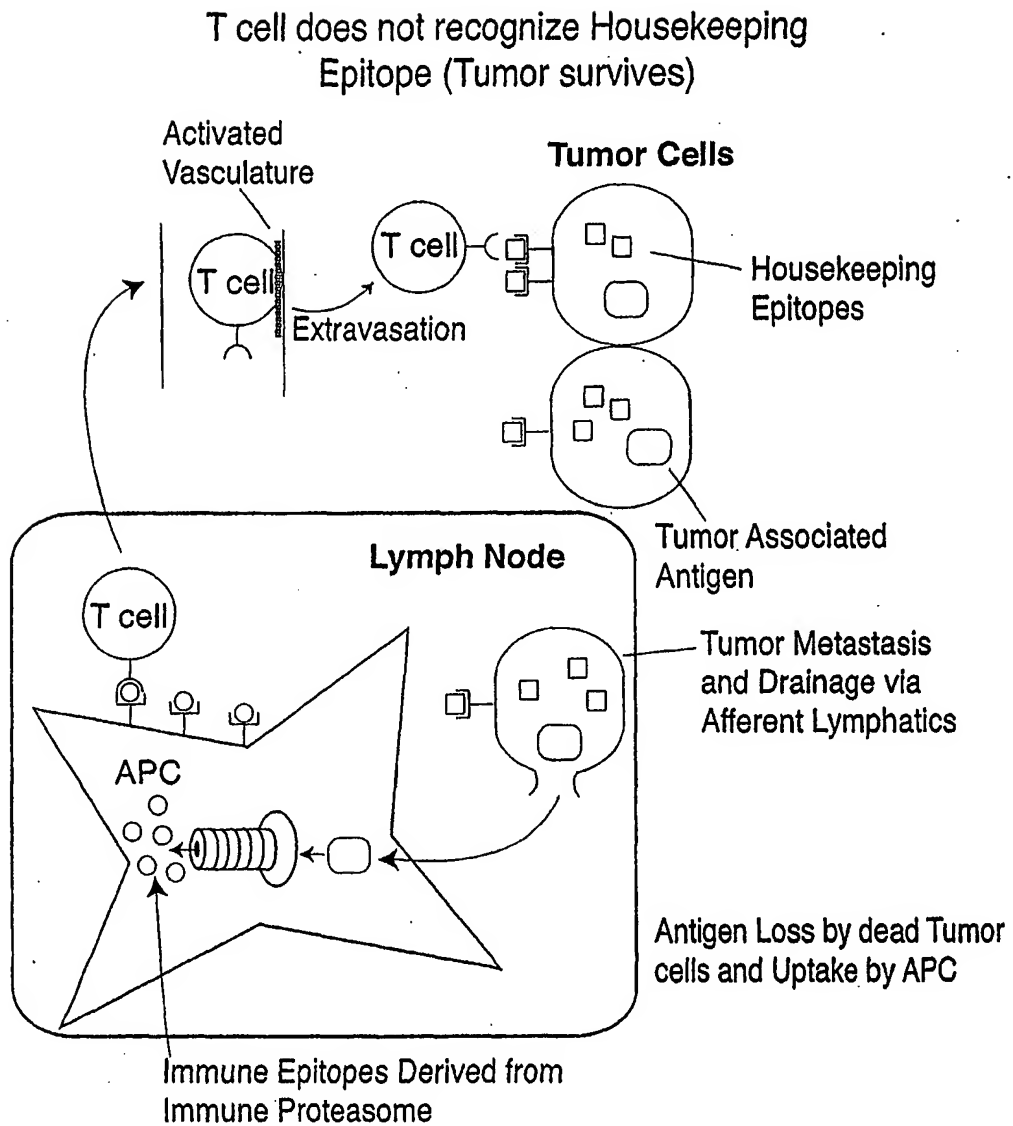 T cell does not recognize Housekeeping
Epitope (Tumor survives)
Activated
Vasculature
Tumor Cells
T cell
T cell
Housekeeping
Epitopes
Extravasation
Tumor Associated
Antigen
Lymph Node
T cell
Tumor Metastasis
and Drainage via
Afferent Lymphatics
APC
Antigen Loss by dead Tumor
cells and Uptake by APC
Immune Epitopes Derived from
Immune Proteasome